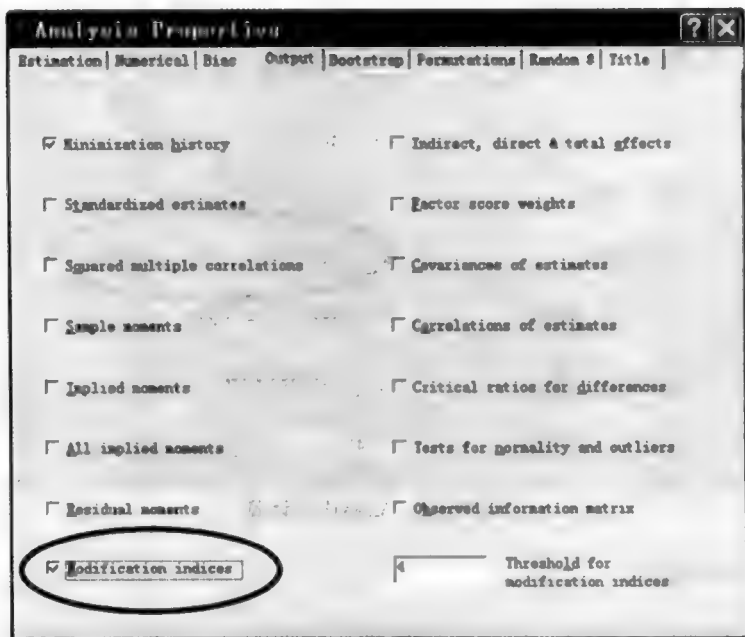 Analysis Properties
Estimation Numerical Bias Output Bootstrap Permutations Random # Title
Minimization history
Indirect, direct & total effects
Standardized estimates
Factor score weights
Squared multiple correlations
Covariances of estimates
Sample moments
Correlations of estimates
Implied moments
Critical ratios for differences
All implied moments
Tests for normality and outliers
Residual moments
Observed information matrix
Modification indices
4
Threshold for
modification indices